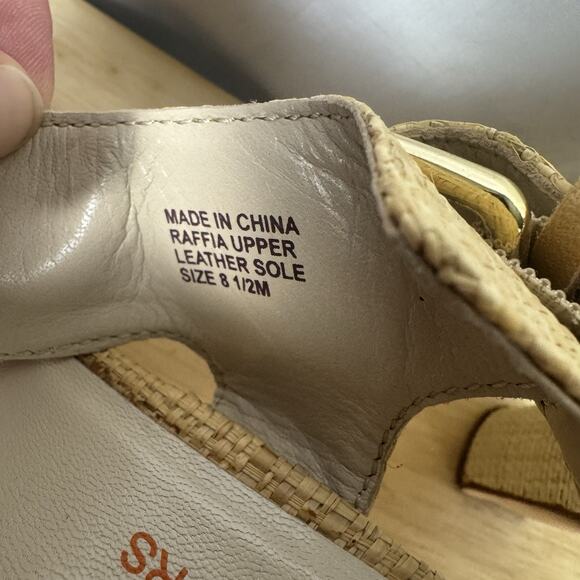 MADE IN CHINA
RAFFIA UPPER
LEATHER SOLE
SIZE 8 1/2M